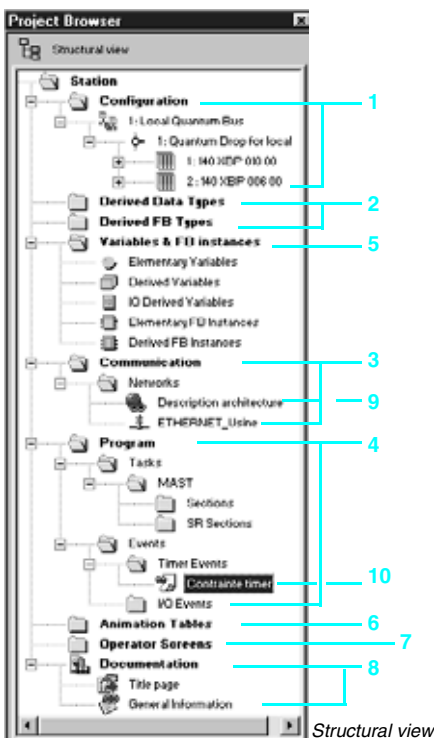 Project Browser
Structural view
Station
Configuration 1
1: Local Quantum Bus
1: Quantum Drop for local
1: 140 XBP 010 00
2: 140 XBP 006 00
Derived Data Types 2
Derived FB Types
Variables & FB instances 5
Elementary Variables
Derived Variables
IO Derived Variables
Elementary FB Instances
Derived FB Instances
Communication 3
Networks
Description architecture 9
ETHERNET_Usine
Program 4
Tasks
MAST
Sections
SR Sections
Events
Timer Events
Contrainte timer 10
I/O Events
Animation Tables 6
Operator Screens 7
Documentation 8
Title page
General Information
Structural view